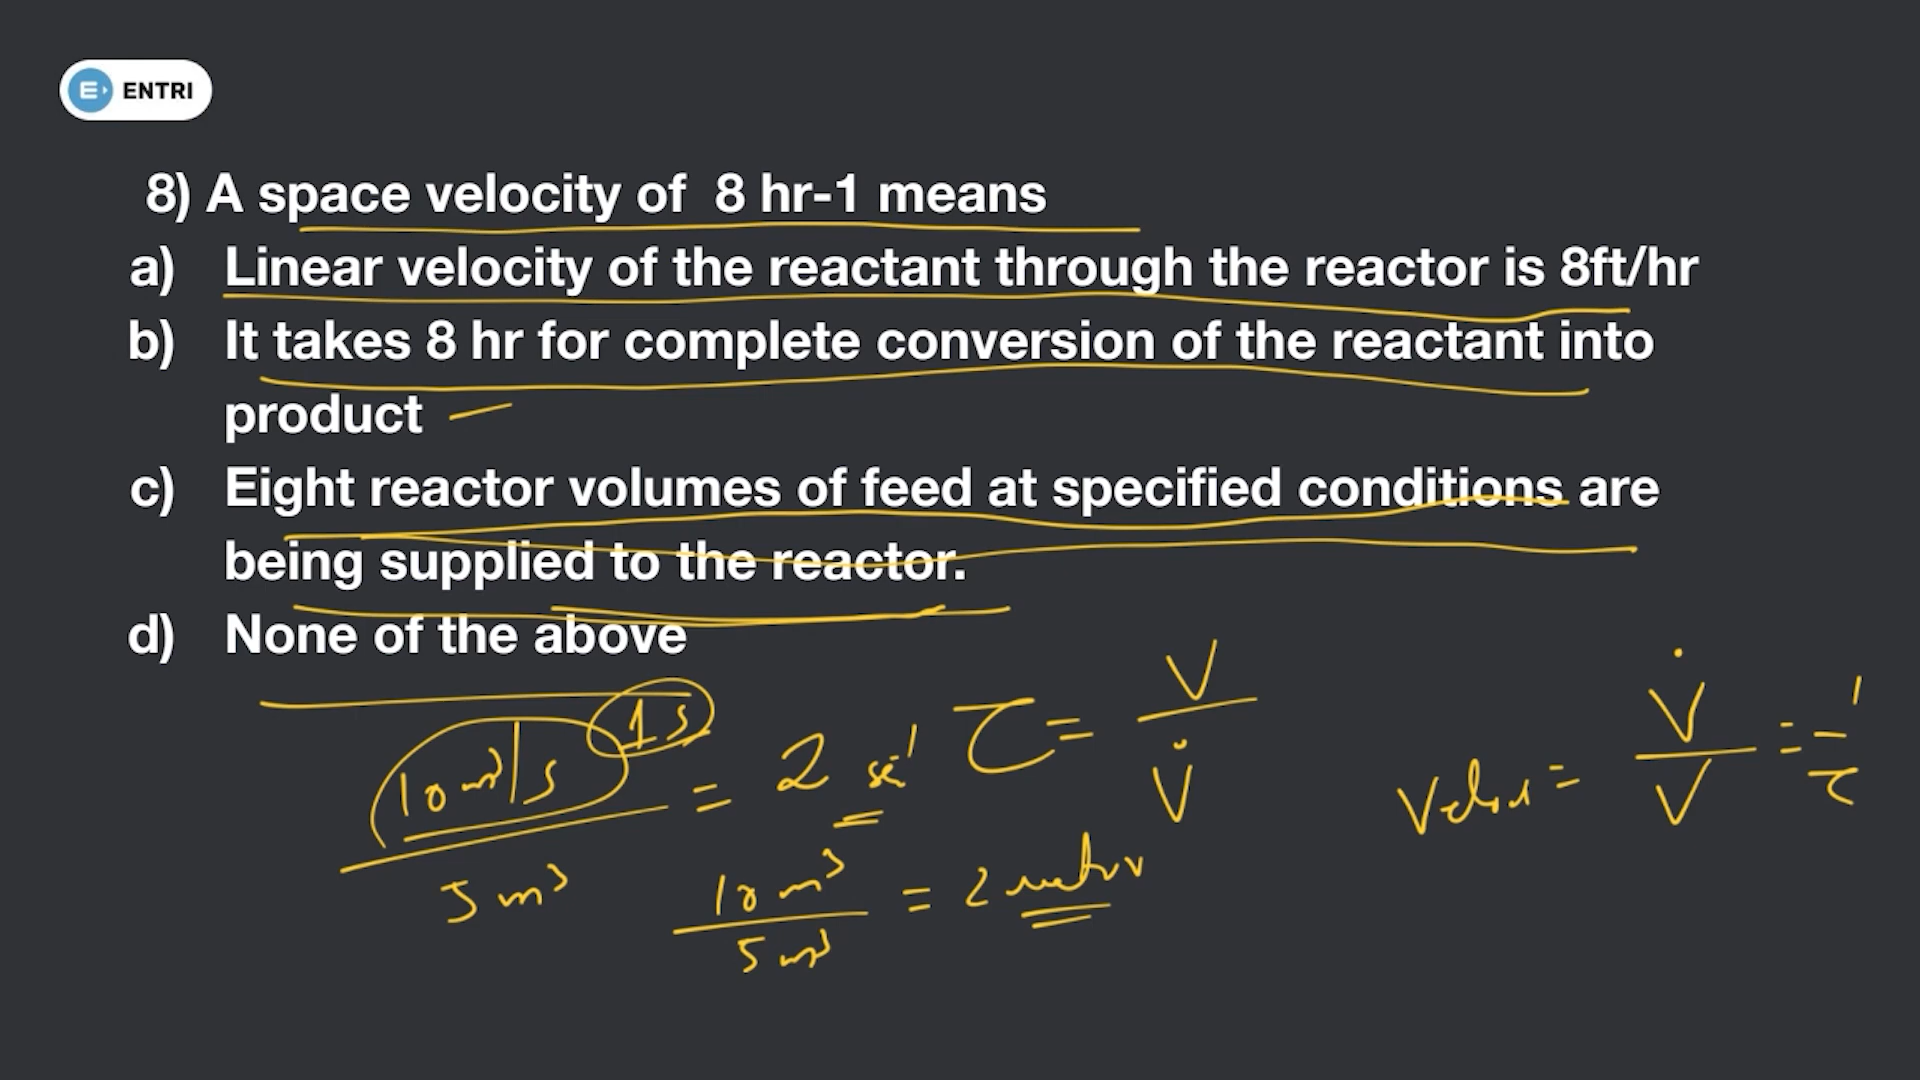 ENTRI
8) A space velocity of 8 hr-1 means
a) Linear velocity of the reactant through the reactor is 8ft/hr
b) It takes 8 hr for complete conversion of the reactant into
product
c) Eight reactor volumes of feed at specified conditions are
being supplied to the reactor.
d) None of the above
10 m³/s 1s
5 m³
= 2
τ = V / V̇
= V̇ / V = 1 / τ
10 m³ / 5 m³ = 2